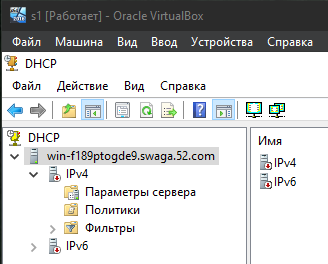 s1 [Работает] - Oracle VirtualBox
Файл Машина Вид Ввод Устройства Справка
DHCP
Файл Действие Вид Справка
DHCP
win-f189ptogde9.swaga.52.com
IPv4
Параметры сервера
Политики
Фильтры
IPv6
Имя
IPv4
IPv6